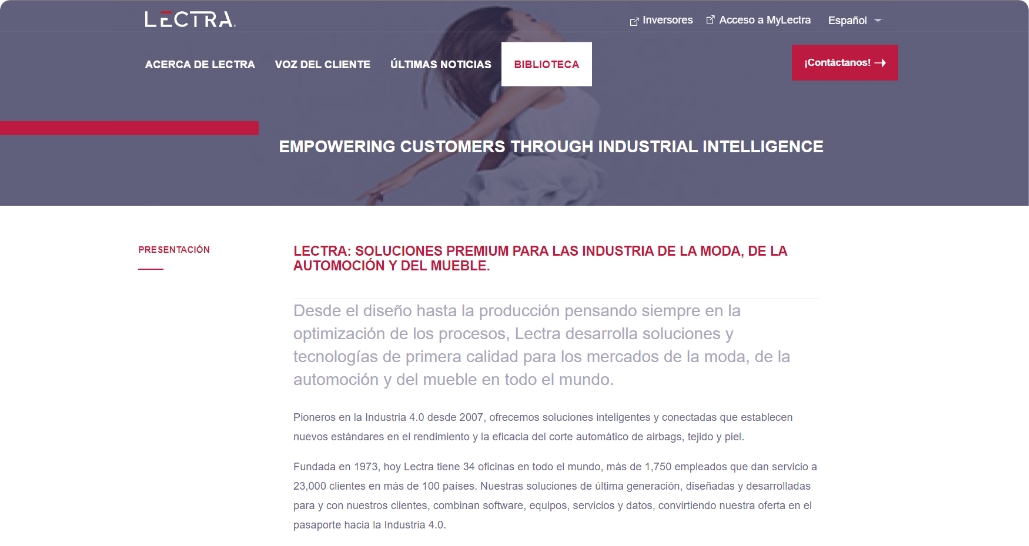 LECTRA.
Inversores
Acceso a MyLectra
Español
ACERCA DE LECTRA
VOZ DEL CLIENTE
ÚLTIMAS NOTICIAS
BIBLIOTECA
¡Contáctanos!
EMPOWERING CUSTOMERS THROUGH INDUSTRIAL INTELLIGENCE
PRESENTACIÓN
LECTRA: SOLUCIONES PREMIUM PARA LAS INDUSTRIA DE LA MODA, DE LA
AUTOMOCIÓN Y DEL MUEBLE.
Desde el diseño hasta la producción pensando siempre en la
optimización de los procesos, Lectra desarrolla soluciones y
tecnologías de primera calidad para los mercados de la moda, de la
automoción y del mueble en todo el mundo.
Pioneros en la Industria 4.0 desde 2007, ofrecemos soluciones inteligentes y conectadas que establecen
nuevos estándares en el rendimiento y la eficacia del corte automático de airbags, tejido y piel.
Fundada en 1973, hoy Lectra tiene 34 oficinas en todo el mundo, más de 1,750 empleados que dan servicio a
23,000 clientes en más de 100 países. Nuestras soluciones de última generación, diseñadas y desarrolladas
para y con nuestros clientes, combinan software, equipos, servicios y datos, convirtiendo nuestra oferta en el
pasaporte hacia la Industria 4.0.